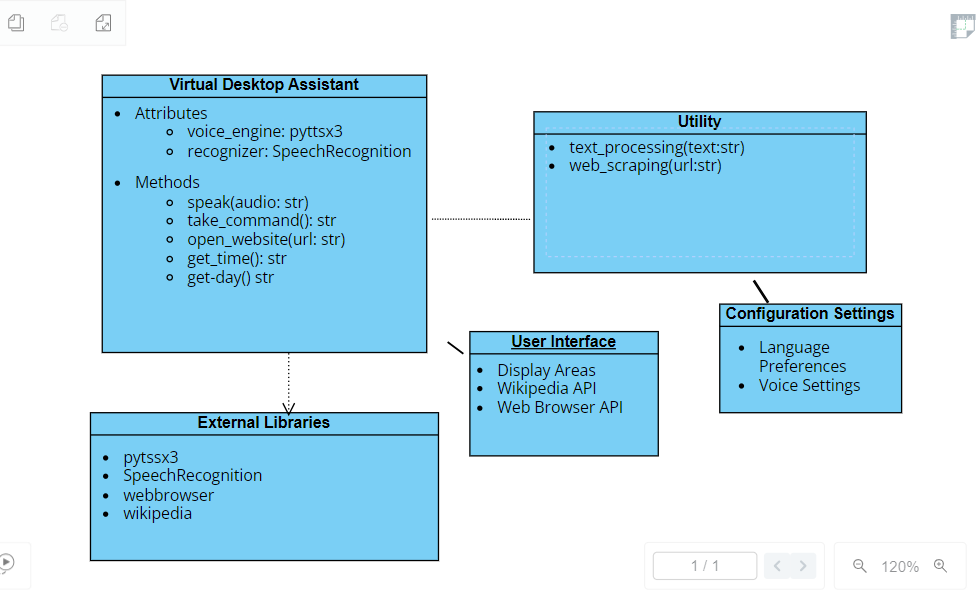 Virtual Desktop Assistant
Attributes
voice_engine: pyttsx3
recognizer: SpeechRecognition
Methods
speak(audio: str)
take_command(): str
open_website(url: str)
get_time(): str
get-day() str
Utility
text_processing(text:str)
web_scraping(url:str)
Configuration Settings
Language
Preferences
Voice Settings
User Interface
Display Areas
Wikipedia API
Web Browser API
External Libraries
pytssx3
SpeechRecognition
webbrowser
wikipedia
1 / 1
120%